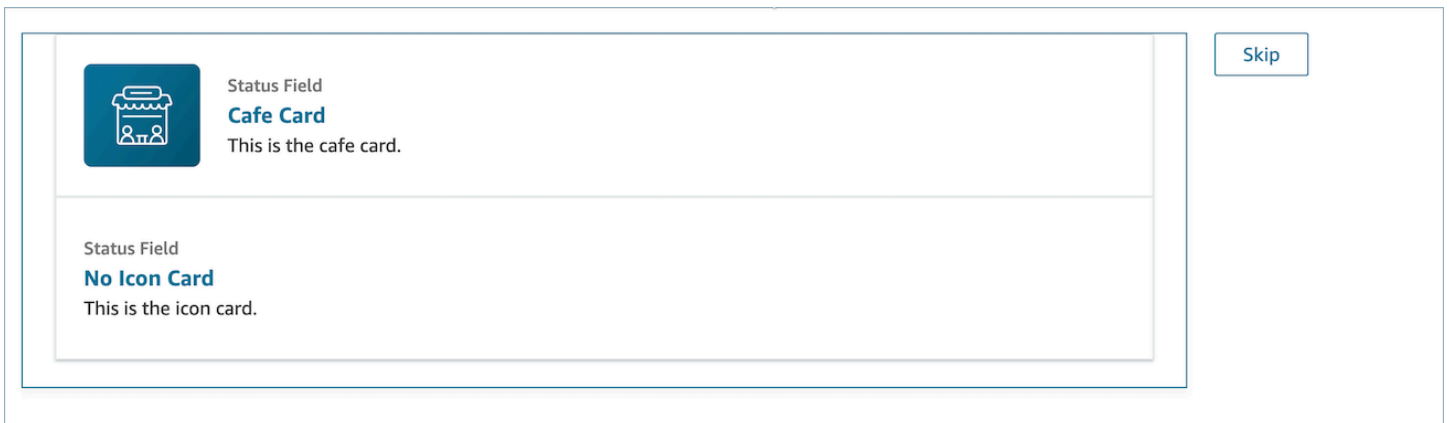 Status Field
Cafe Card
This is the cafe card.
Skip
Status Field
No Icon Card
This is the icon card.